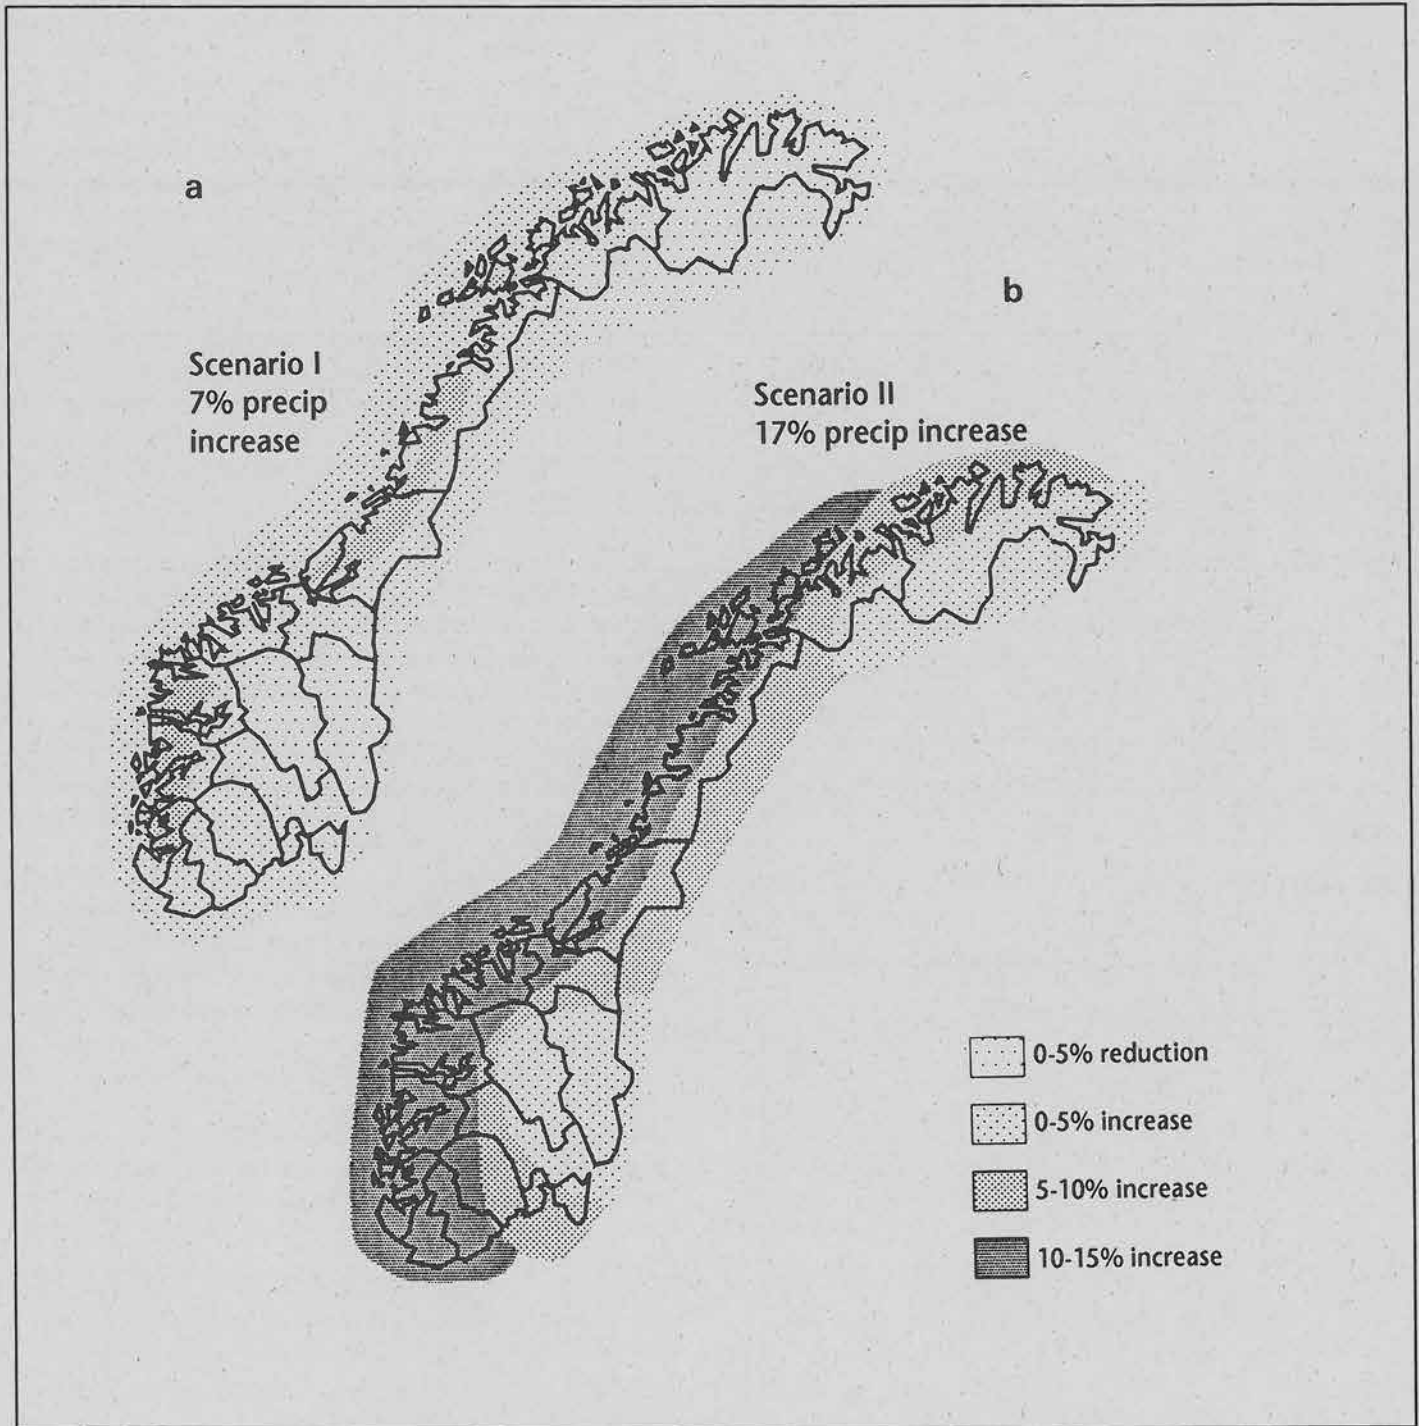 a
b
Scenario I
7% precip
increase
Scenario II
17% precip increase
0-5% reduction
0-5% increase
5-10% increase
10-15% increase